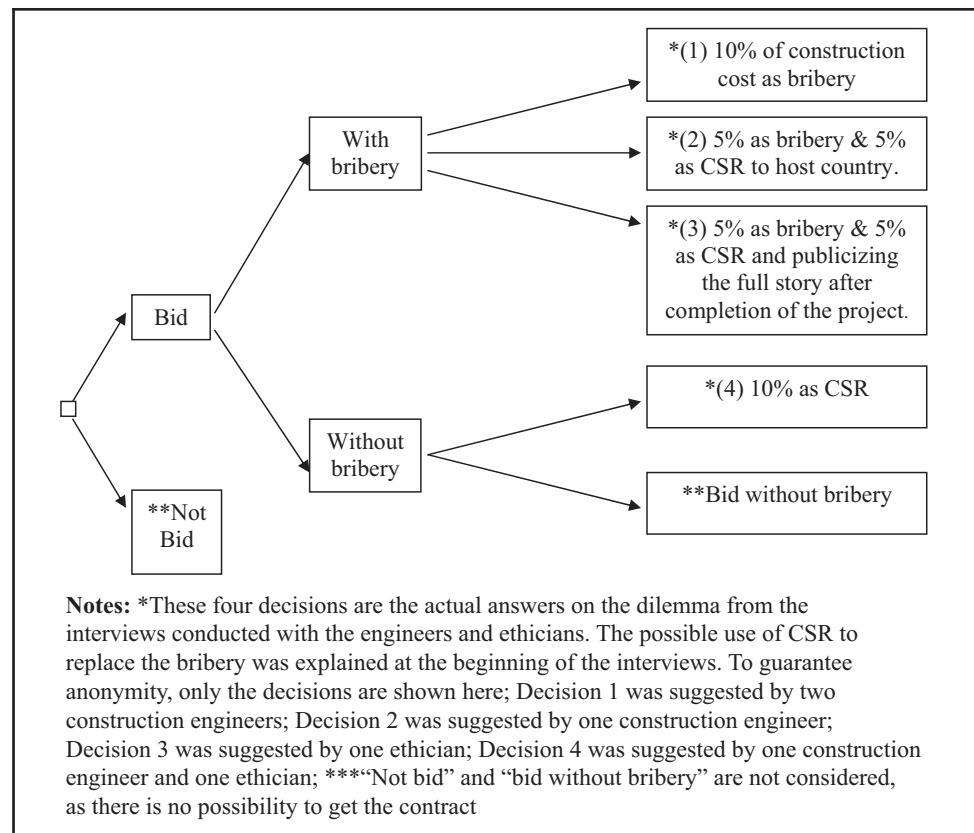 *(1) 10% of construction
cost as bribery
With
bribery
*(2) 5% as bribery & 5%
as CSR to host country.
*(3) 5% as bribery & 5%
as CSR and publicizing
the full story after
completion of the project.
Bid
*(4) 10% as CSR
Without
bribery
**Bid without bribery
**Not
Bid
Notes: *These four decisions are the actual answers on the dilemma from the
interviews conducted with the engineers and ethicians. The possible use of CSR to
replace the bribery was explained at the beginning of the interviews. To guarantee
anonymity, only the decisions are shown here; Decision 1 was suggested by two
construction engineers; Decision 2 was suggested by one construction engineer;
Decision 3 was suggested by one ethician; Decision 4 was suggested by one construction
engineer and one ethician; ***“Not bid” and “bid without bribery” are not considered,
as there is no possibility to get the contract